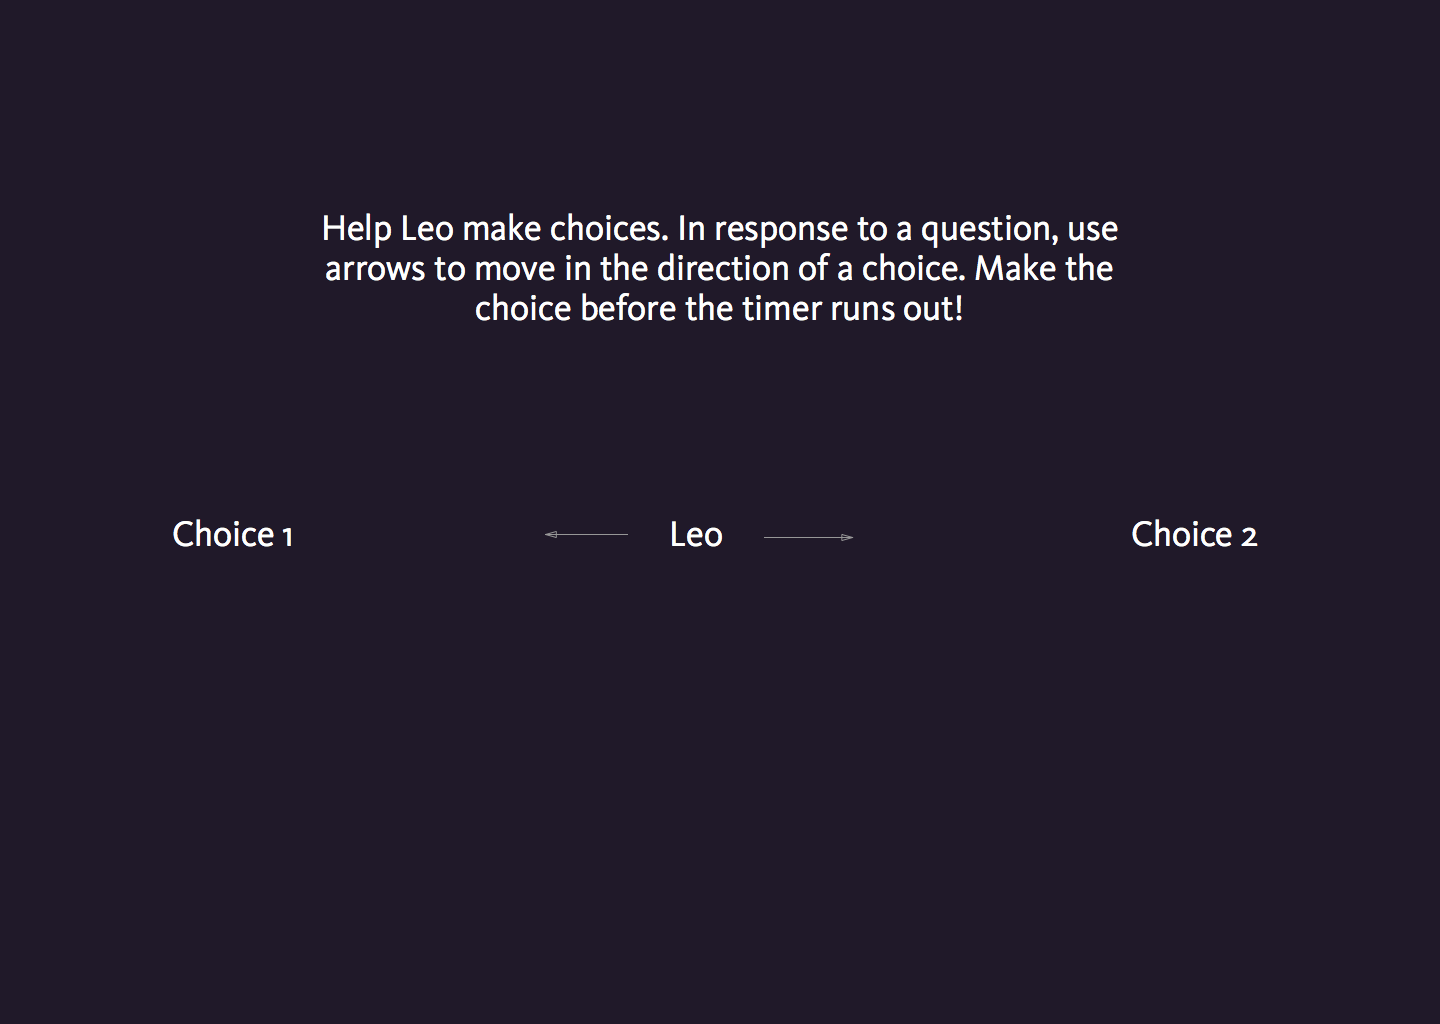 Help Leo make choices. In response to a question, use
arrows to move in the direction of a choice. Make the
choice before the timer runs out!
Choice 1 Leo Choice 2